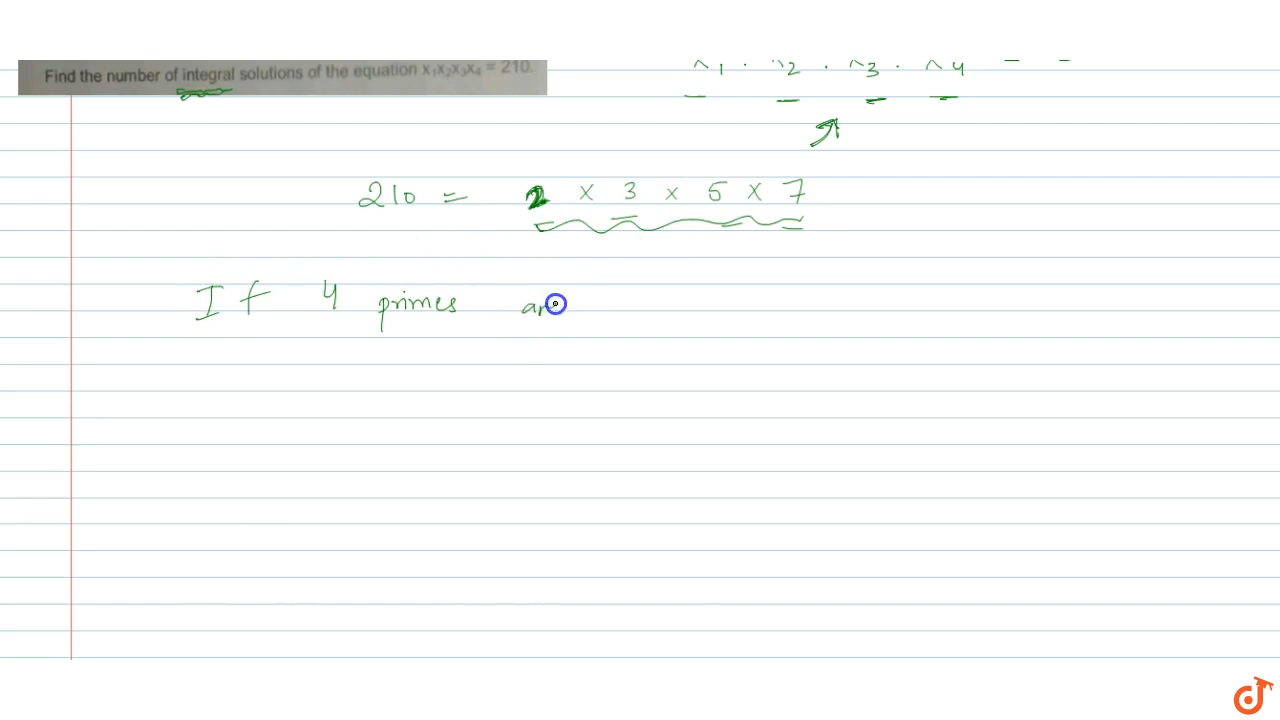 Find the number of integral solutions of the equation x₁x₂x₃x₄ = 210.
x₁ . x₂ . x₃ . x₄
210 = 2 × 3 × 5 × 7
If 4 primes ar